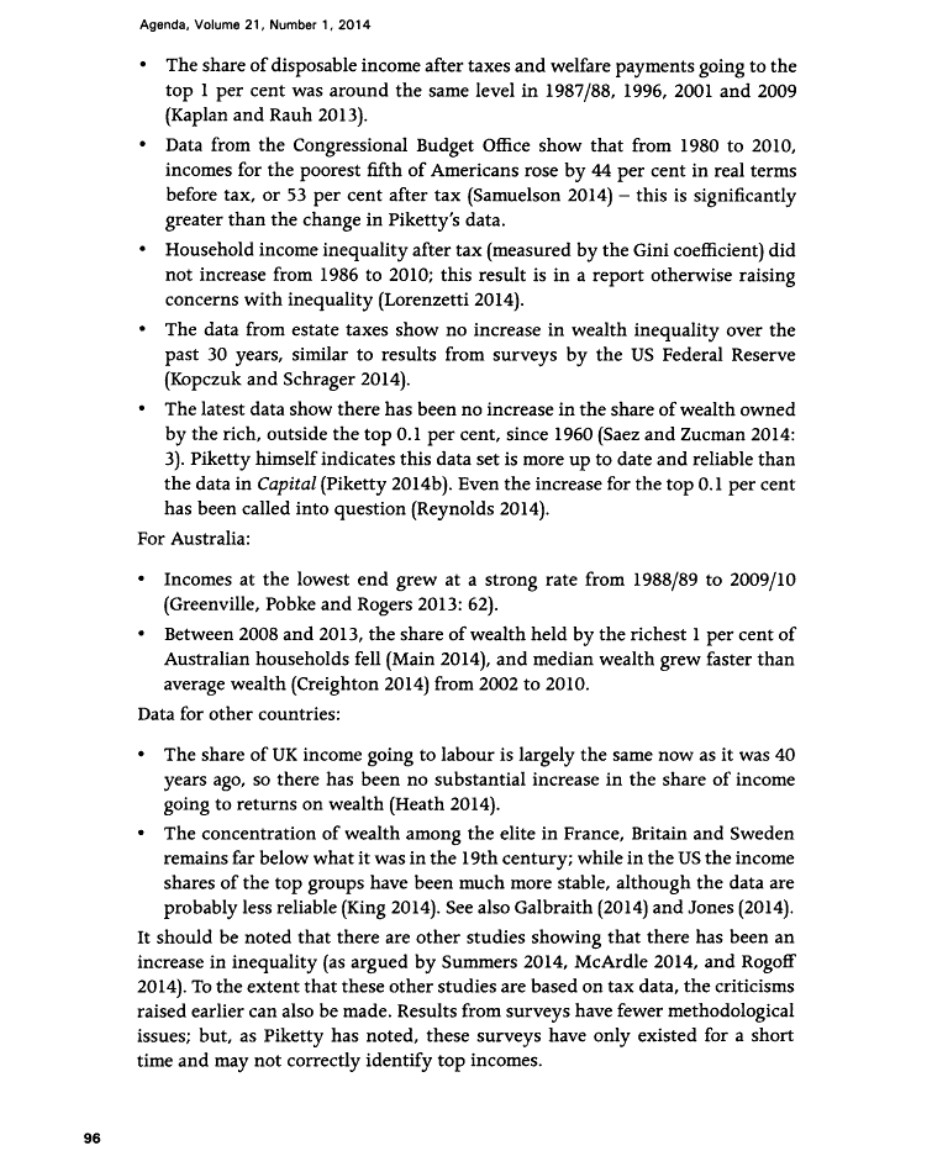 Agenda, Volume 21, Number 1, 2014
• The share of disposable income after taxes and welfare payments going to the
top 1 per cent was around the same level in 1987/88, 1996, 2001 and 2009
(Kaplan and Rauh 2013).
• Data from the Congressional Budget Office show that from 1980 to 2010,
incomes for the poorest fifth of Americans rose by 44 per cent in real terms
before tax, or 53 per cent after tax (Samuelson 2014) – this is significantly
greater than the change in Piketty's data.
• Household income inequality after tax (measured by the Gini coefficient) did
not increase from 1986 to 2010; this result is in a report otherwise raising
concerns with inequality (Lorenzetti 2014).
• The data from estate taxes show no increase in wealth inequality over the
past 30 years, similar to results from surveys by the US Federal Reserve
(Kopczuk and Schrager 2014).
• The latest data show there has been no increase in the share of wealth owned
by the rich, outside the top 0.1 per cent, since 1960 (Saez and Zucman 2014:
3). Piketty himself indicates this data set is more up to date and reliable than
the data in Capital (Piketty 2014b). Even the increase for the top 0.1 per cent
has been called into question (Reynolds 2014).
For Australia:
• Incomes at the lowest end grew at a strong rate from 1988/89 to 2009/10
(Greenville, Pobke and Rogers 2013: 62).
• Between 2008 and 2013, the share of wealth held by the richest 1 per cent of
Australian households fell (Main 2014), and median wealth grew faster than
average wealth (Creighton 2014) from 2002 to 2010.
Data for other countries:
• The share of UK income going to labour is largely the same now as it was 40
years ago, so there has been no substantial increase in the share of income
going to returns on wealth (Heath 2014).
• The concentration of wealth among the elite in France, Britain and Sweden
remains far below what it was in the 19th century; while in the US the income
shares of the top groups have been much more stable, although the data are
probably less reliable (King 2014). See also Galbraith (2014) and Jones (2014).
It should be noted that there are other studies showing that there has been an
increase in inequality (as argued by Summers 2014, McArdle 2014, and Rogoff
2014). To the extent that these other studies are based on tax data, the criticisms
raised earlier can also be made. Results from surveys have fewer methodological
issues; but, as Piketty has noted, these surveys have only existed for a short
time and may not correctly identify top incomes.
96